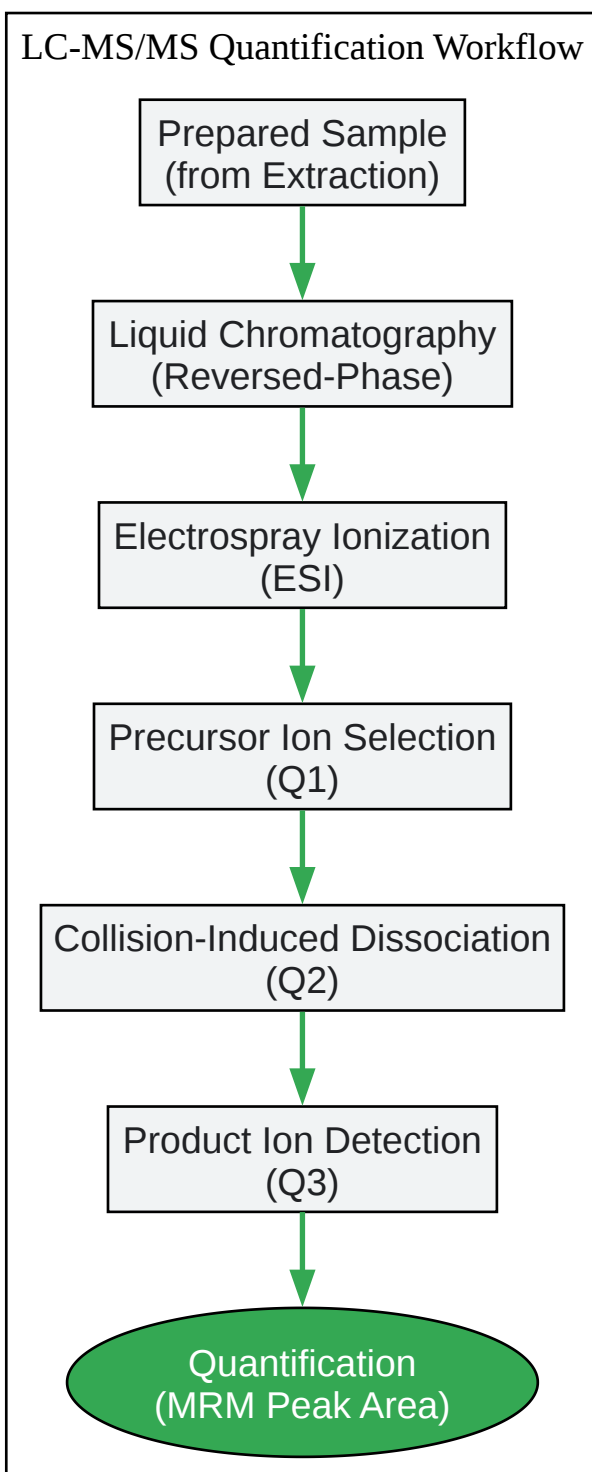 LC-MS/MS Quantification Workflow
Prepared Sample
(from Extraction)
Liquid Chromatography
(Reversed-Phase)
Electrospray Ionization
(ESI)
Precursor Ion Selection
(Q1)
Collision-Induced Dissociation
(Q2)
Product Ion Detection
(Q3)
Quantification
(MRM Peak Area)